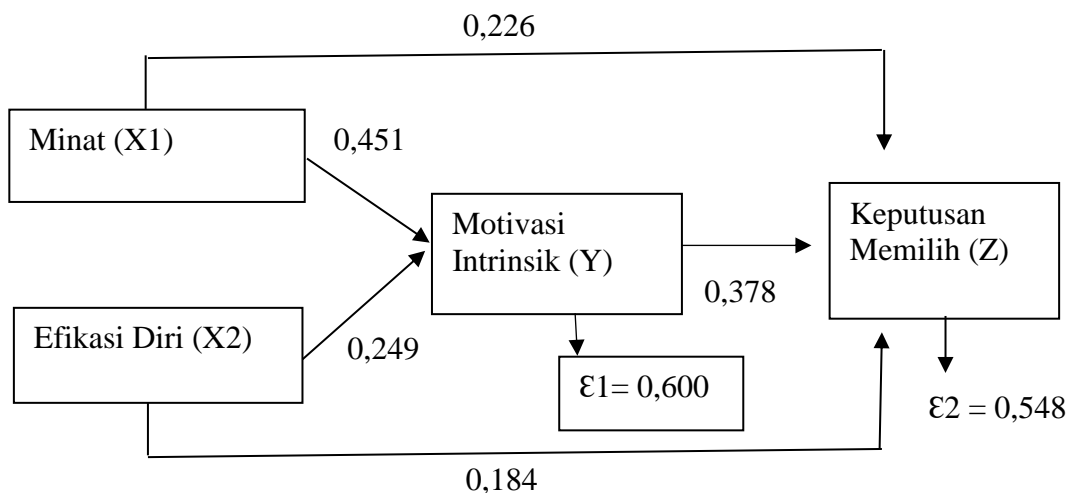 0,226
Minat (X1)
0,451
Motivasi
Intrinsik (Y)
Keputusan
Memilih (Z)
0,378
Efikasi Diri (X2)
0,249
Ɛ1= 0,600
Ɛ2 = 0,548
0,184